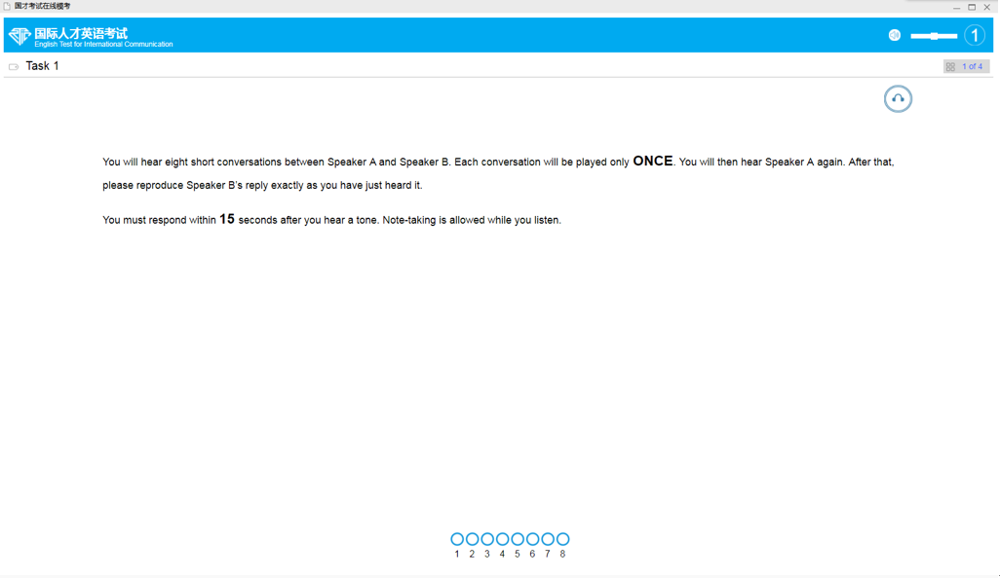 国才考试在线模考
国际人才英语考试
English Test for International Communication
1
Task 1
1 of 4
You will hear eight short conversations between Speaker A and Speaker B. Each conversation will be played only ONCE. You will then hear Speaker A again. After that,
please reproduce Speaker B's reply exactly as you have just heard it.
You must respond within 15 seconds after you hear a tone. Note-taking is allowed while you listen.
1 2 3 4 5 6 7 8